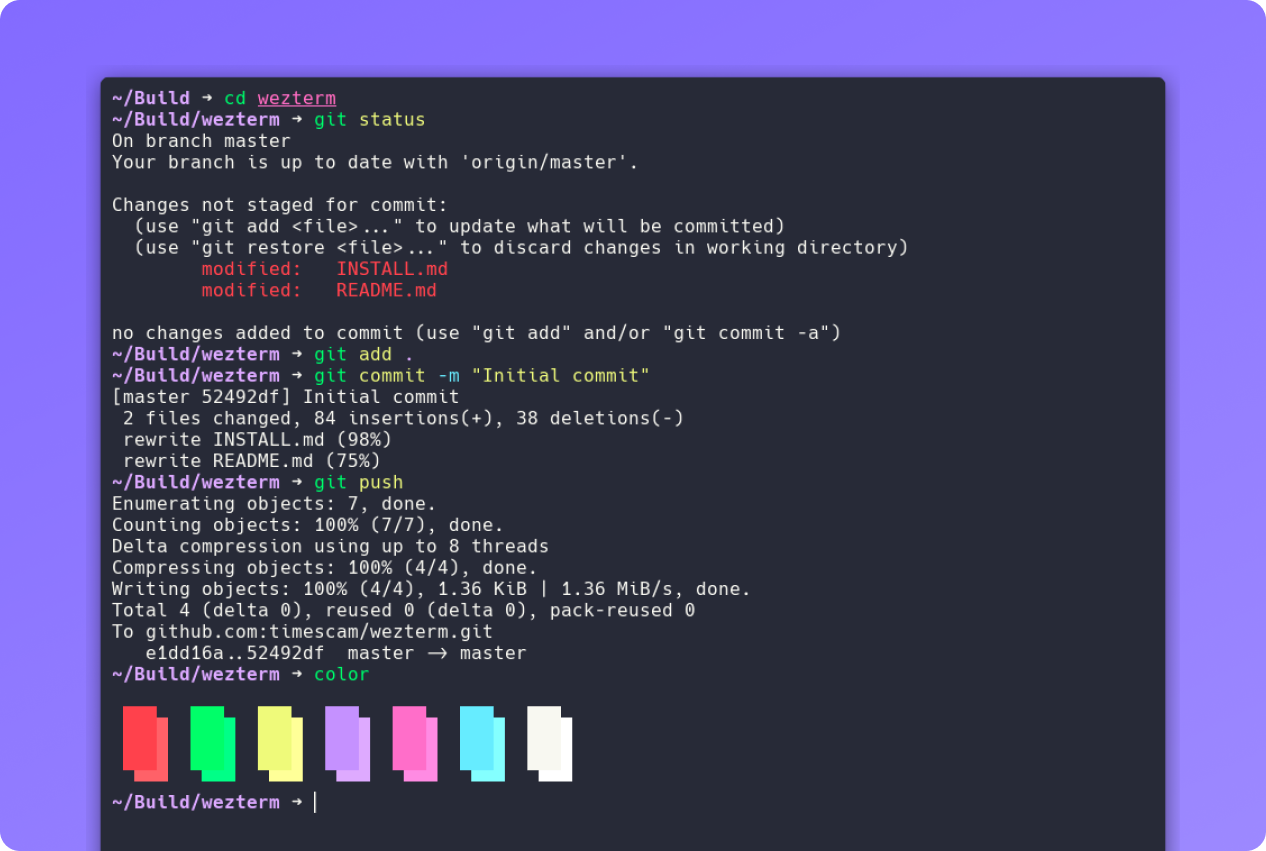 ~/Build ➜ cd wezterm
~/Build/wezterm ➜ git status
On branch master
Your branch is up to date with 'origin/master'.
Changes not staged for commit:
  (use "git add <file>..." to update what will be committed)
  (use "git restore <file>..." to discard changes in working directory)
        modified:   INSTALL.md
        modified:   README.md
no changes added to commit (use "git add" and/or "git commit -a")
~/Build/wezterm ➜ git add .
~/Build/wezterm ➜ git commit -m "Initial commit"
[master 52492df] Initial commit
 2 files changed, 84 insertions(+), 38 deletions(-)
 rewrite INSTALL.md (98%)
 rewrite README.md (75%)
~/Build/wezterm ➜ git push
Enumerating objects: 7, done.
Counting objects: 100% (7/7), done.
Delta compression using up to 8 threads
Compressing objects: 100% (4/4), done.
Writing objects: 100% (4/4), 1.36 KiB | 1.36 MiB/s, done.
Total 4 (delta 0), reused 0 (delta 0), pack-reused 0
To github.com:timescam/wezterm.git
   e1dd16a..52492df  master -> master
~/Build/wezterm ➜ color
~/Build/wezterm ➜